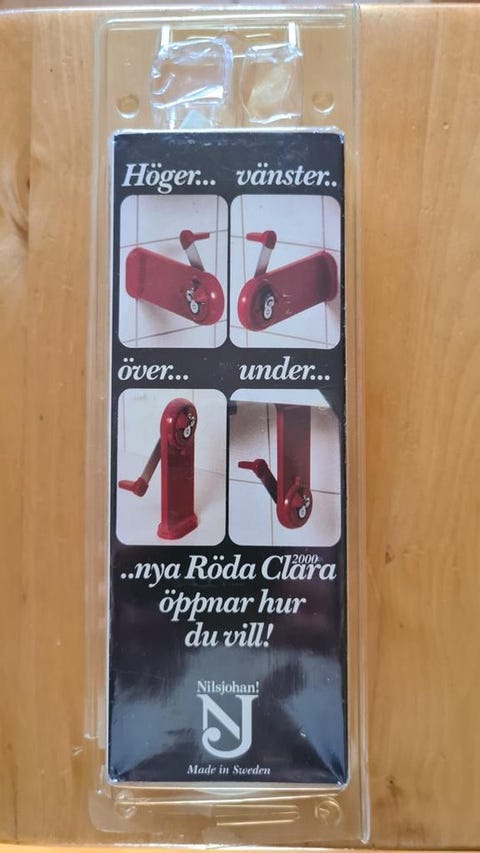 Höger... vänster..
över... under...
2000
..nya Röda Clara
öppnar hur
du vill!
Nilsjohan!
NJ
Made in Sweden